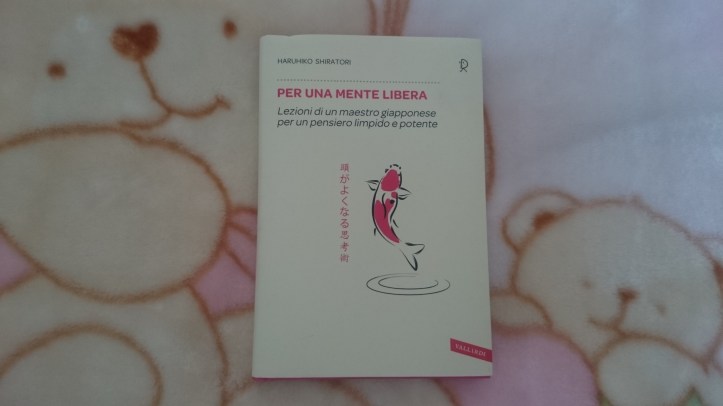 HARUHIKO SHIRATORI
PER UNA MENTE LIBERA
Lezioni di un maestro giapponese
per un pensiero limpido e potente
頭がよくなる思考術
VALLARDI